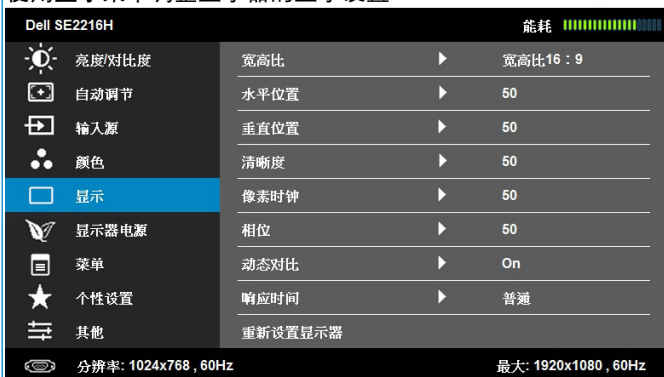 Dell SE2216H 能耗
亮度/对比度 宽高比 宽高比16：9
自动调节 水平位置 50
输入源 垂直位置 50
颜色 清晰度 50
显示 像素时钟 50
显示器电源 相位 50
菜单 动态对比 On
个性设置 响应时间 普通
其他 重新设置显示器
分辨率: 1024x768 , 60Hz 最大: 1920x1080 , 60Hz